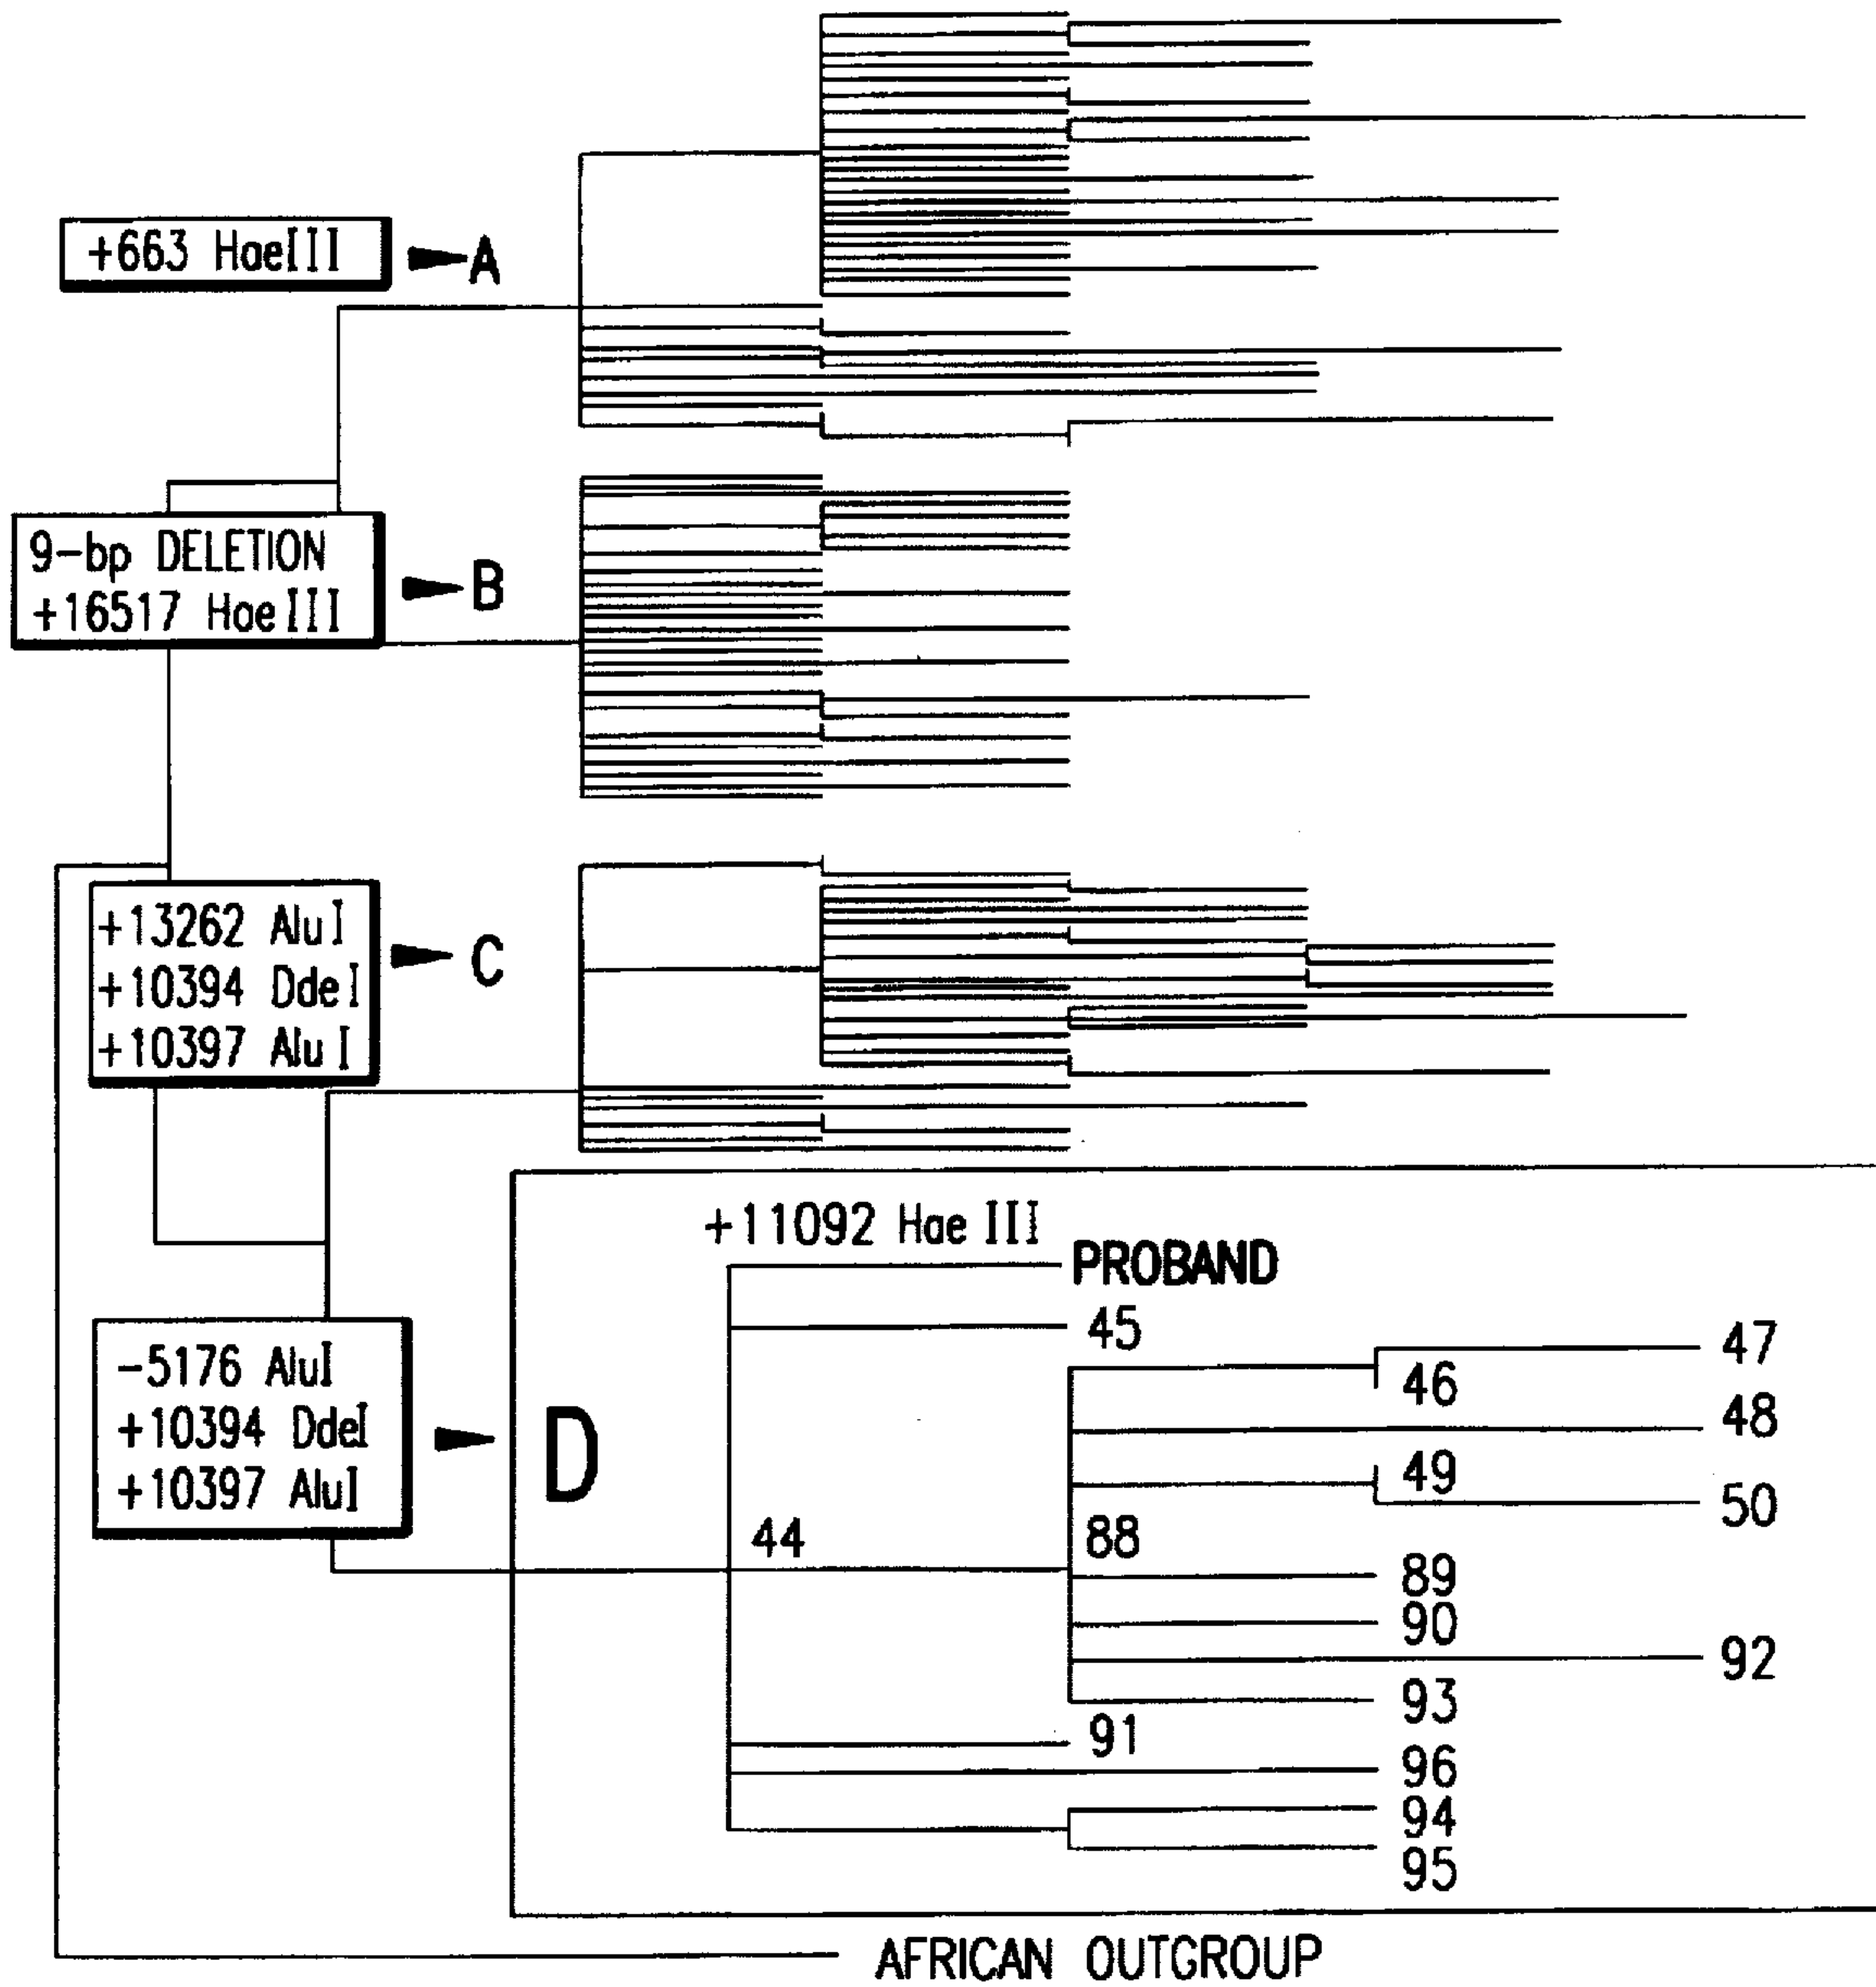 +663 HaeIII
A
9-bp DELETION
+16517 HaeIII
B
+13262 AluI
+10394 DdeI
+10397 AluI
C
+11092 Hae III
PROBAND
45
47
46
48
-5176 AluI
+10394 DdeI
+10397 AluI
D
49
50
44
88
89
90
92
93
91
96
94
95
AFRICAN OUTGROUP